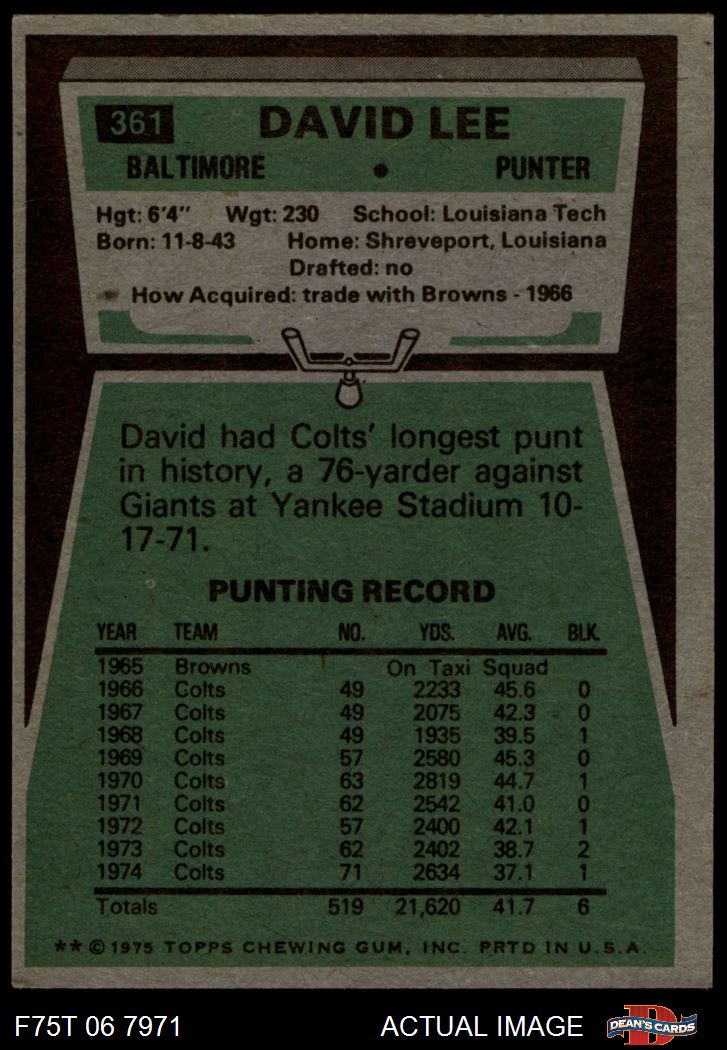 361 DAVID LEE
BALTIMORE • PUNTER
Hgt: 6'4" Wgt: 230 School: Louisiana Tech
Born: 11-8-43 Home: Shreveport, Louisiana
Drafted: no
How Acquired: trade with Browns - 1966
David had Colts' longest punt
in history, a 76-yarder against
Giants at Yankee Stadium 10-
17-71.
PUNTING RECORD
YEAR TEAM NO. YDS. AVG. BLK.
1965 Browns On Taxi Squad
1966 Colts 49 2233 45.6 0
1967 Colts 49 2075 42.3 0
1968 Colts 49 1935 39.5 1
1969 Colts 57 2580 45.3 0
1970 Colts 63 2819 44.7 1
1971 Colts 62 2542 41.0 0
1972 Colts 57 2400 42.1 1
1973 Colts 62 2402 38.7 2
1974 Colts 71 2634 37.1 1
Totals 519 21,620 41.7 6
** © 1975 TOPPS CHEWING GUM, INC. PRTD IN U.S.A.
F75T 06 7971 ACTUAL IMAGE D DEAN'S CARDS